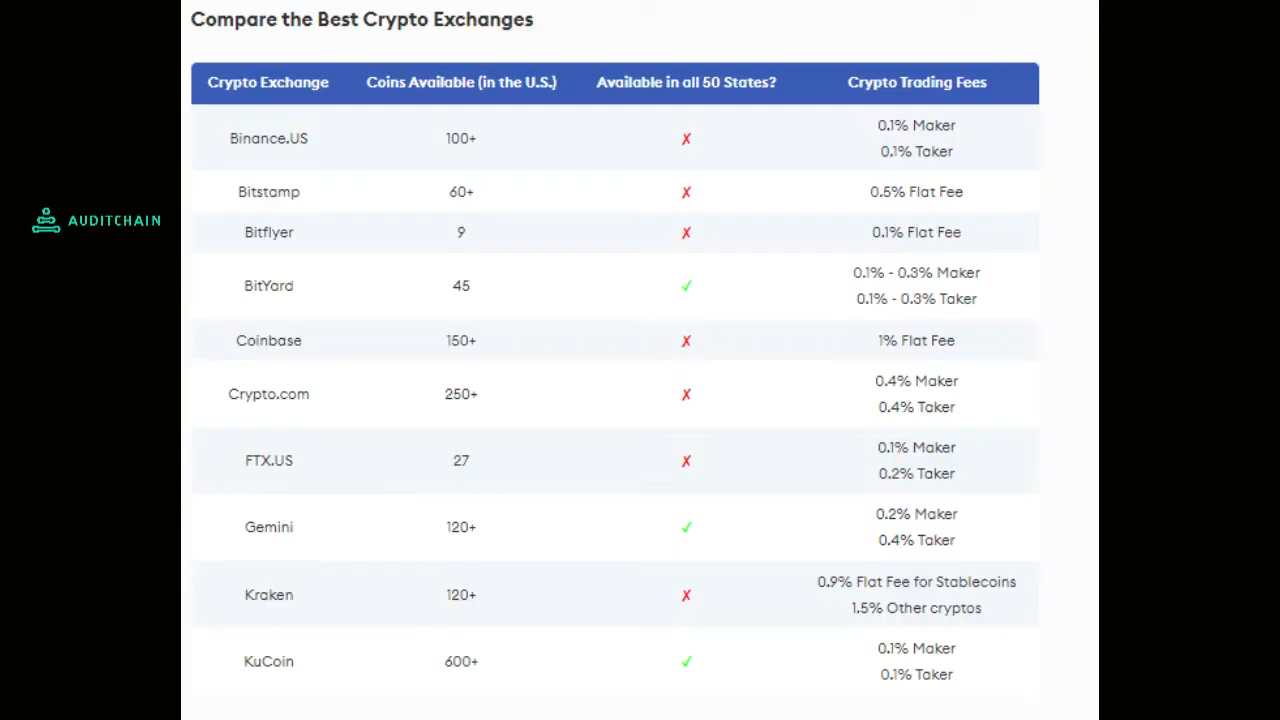 Compare the Best Crypto Exchanges
Crypto Exchange Coins Available (in the U.S.) Available in all 50 States? Crypto Trading Fees
Binance.US 100+ ✗ 0.1% Maker
0.1% Taker
Bitstamp 60+ ✗ 0.5% Flat Fee
AUDITCHAIN
Bitflyer 9 ✗ 0.1% Flat Fee
BitYard 45 ✓ 0.1% - 0.3% Maker
0.1% - 0.3% Taker
Coinbase 150+ ✗ 1% Flat Fee
Crypto.com 250+ ✗ 0.4% Maker
0.4% Taker
FTX.US 27 ✗ 0.1% Maker
0.2% Taker
Gemini 120+ ✓ 0.2% Maker
0.4% Taker
Kraken 120+ ✗ 0.9% Flat Fee for Stablecoins
1.5% Other cryptos
KuCoin 600+ ✓ 0.1% Maker
0.1% Taker